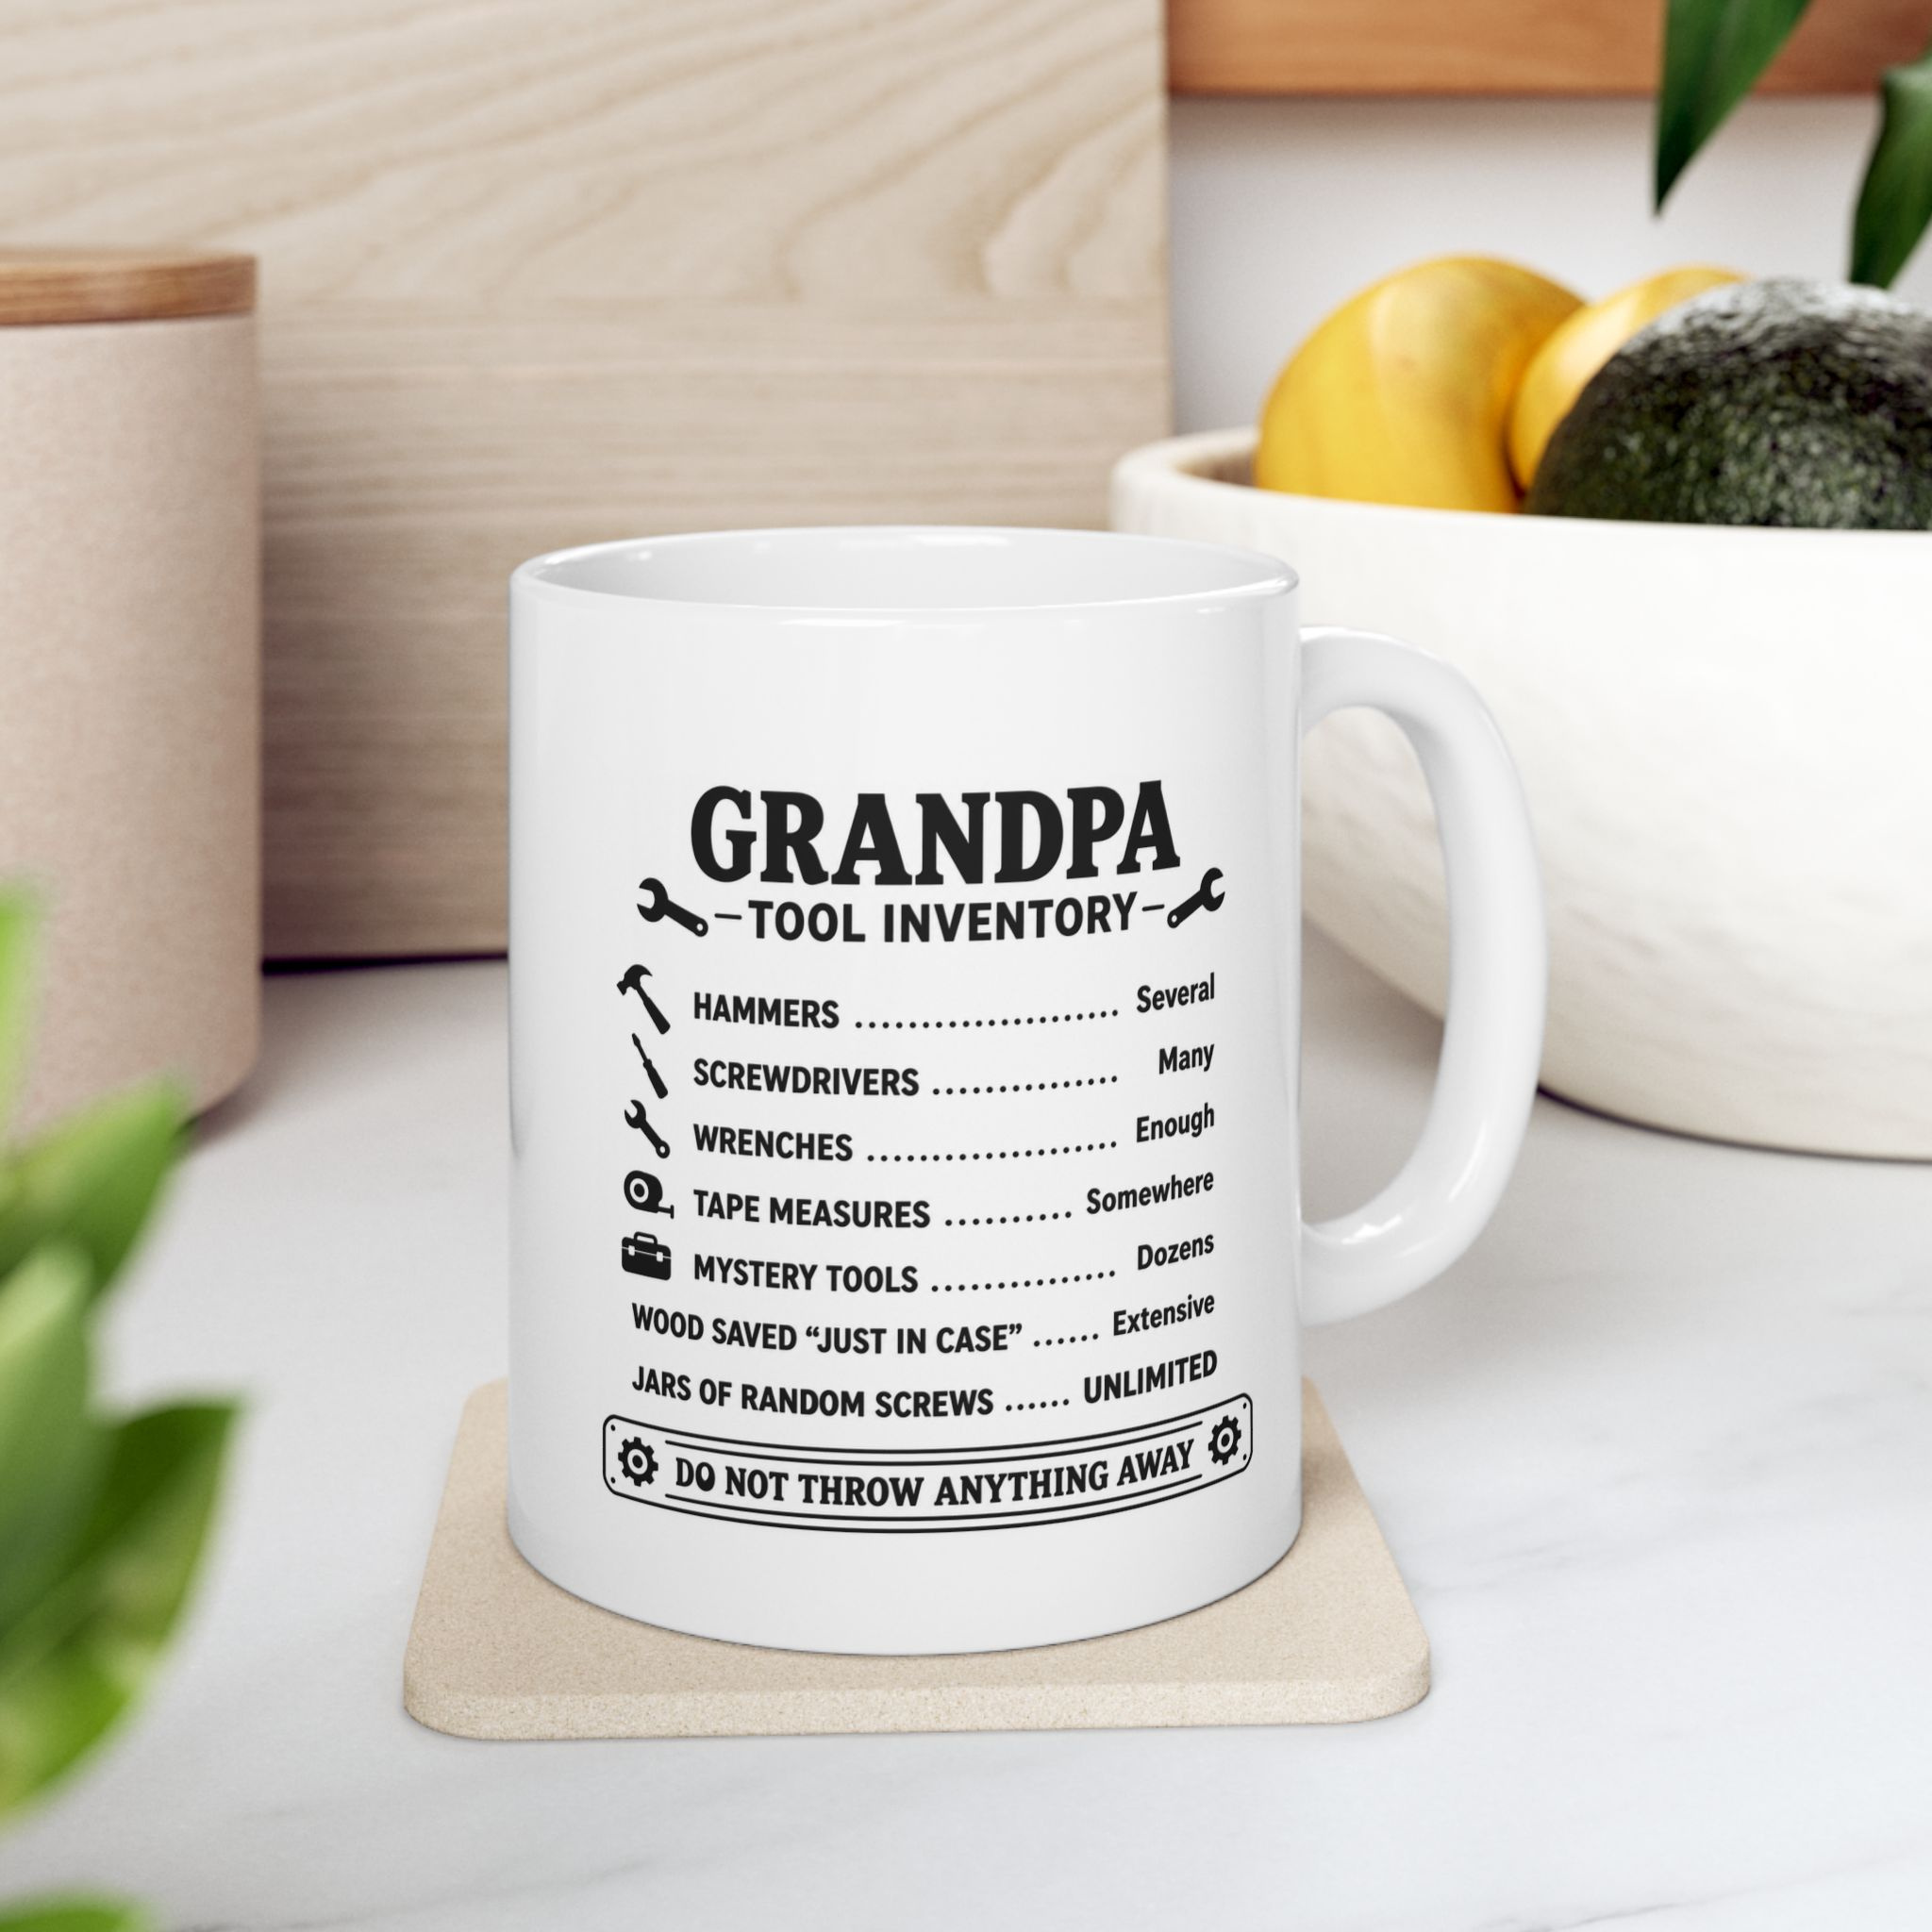 GRANDPA
–TOOL INVENTORY–
HAMMERS ...................... Several
SCREWDRIVERS ............... Many
WRENCHES .................... Enough
TAPE MEASURES .......... Somewhere
MYSTERY TOOLS ............... Dozens
WOOD SAVED “JUST IN CASE” ...... Extensive
JARS OF RANDOM SCREWS ...... UNLIMITED
DO NOT THROW ANYTHING AWAY